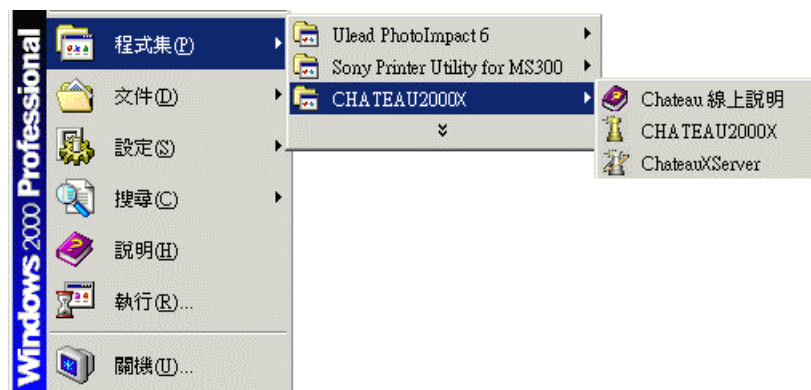 Windows 2000 Professional
程式集(P)
文件(D)
設定(S)
搜尋(C)
說明(H)
執行(R)...
關機(U)...
Ulead PhotoImpact 6
Sony Printer Utility for MS300
CHATEAU2000X
Chateau 線上說明
CHATEAU2000X
ChateauXServer